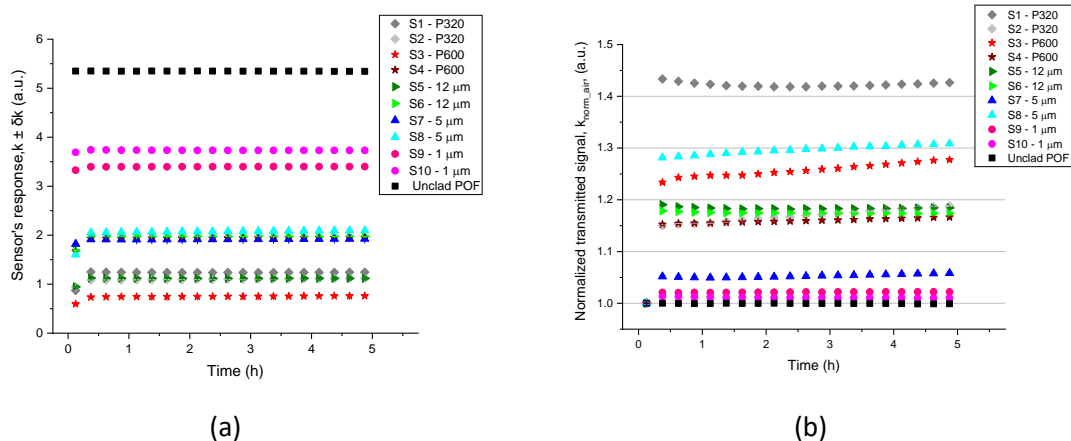 Sensor's response,k ± δk (a.u.)
6
5
4
3
2
1
0
0 1 2 3 4 5
Time (h)
S1 - P320
S2 - P320
S3 - P600
S4 - P600
S5 - 12 μm
S6 - 12 μm
S7 - 5 μm
S8 - 5 μm
S9 - 1 μm
S10 - 1 μm
Unclad POF
(a)
Normalized transmitted signal, k norm_air, (a.u.)
1.5
1.4
1.3
1.2
1.1
1.0
0 1 2 3 4 5
Time (h)
S1 - P320
S2 - P320
S3 - P600
S4 - P600
S5 - 12 μm
S6 - 12 μm
S7 - 5 μm
S8 - 5 μm
S9 - 1 μm
S10 - 1 μm
Unclad POF
(b)